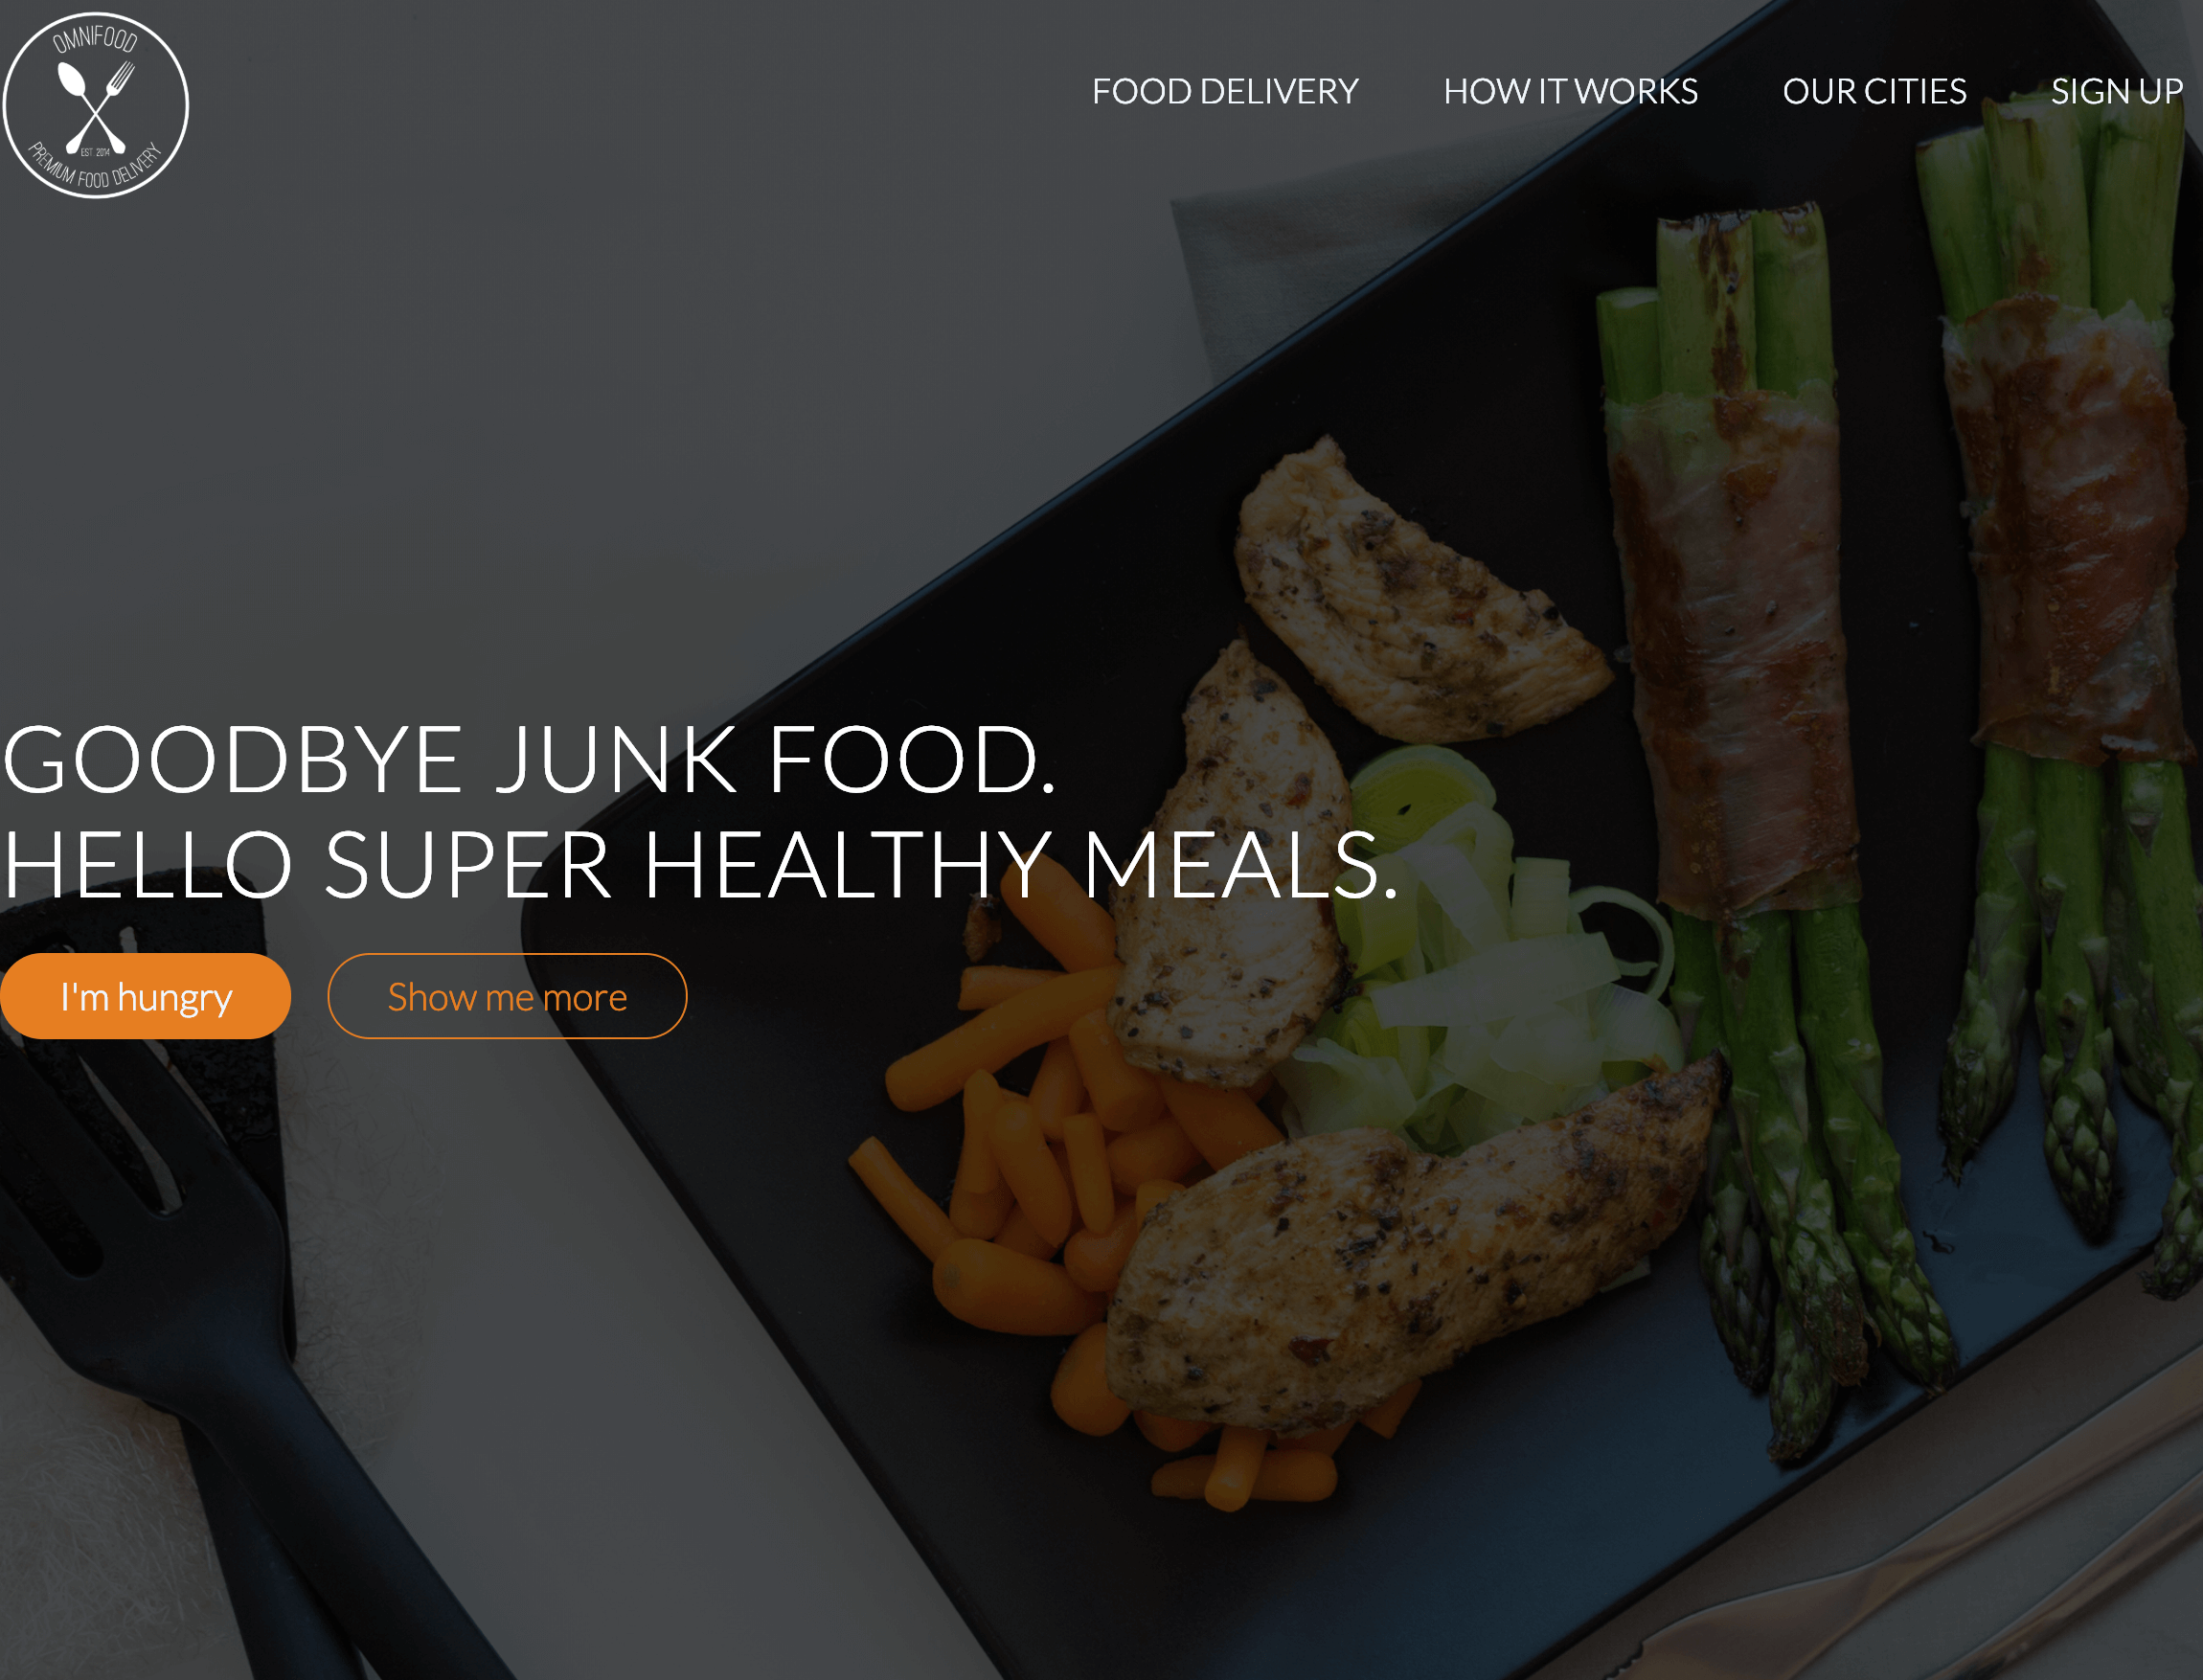 OMNIFOOD
EST. 2014
PREMIUM FOOD DELIVERY
FOOD DELIVERY HOW IT WORKS OUR CITIES SIGN UP
GOODBYE JUNK FOOD.
HELLO SUPER HEALTHY MEALS.
I'm hungry Show me more